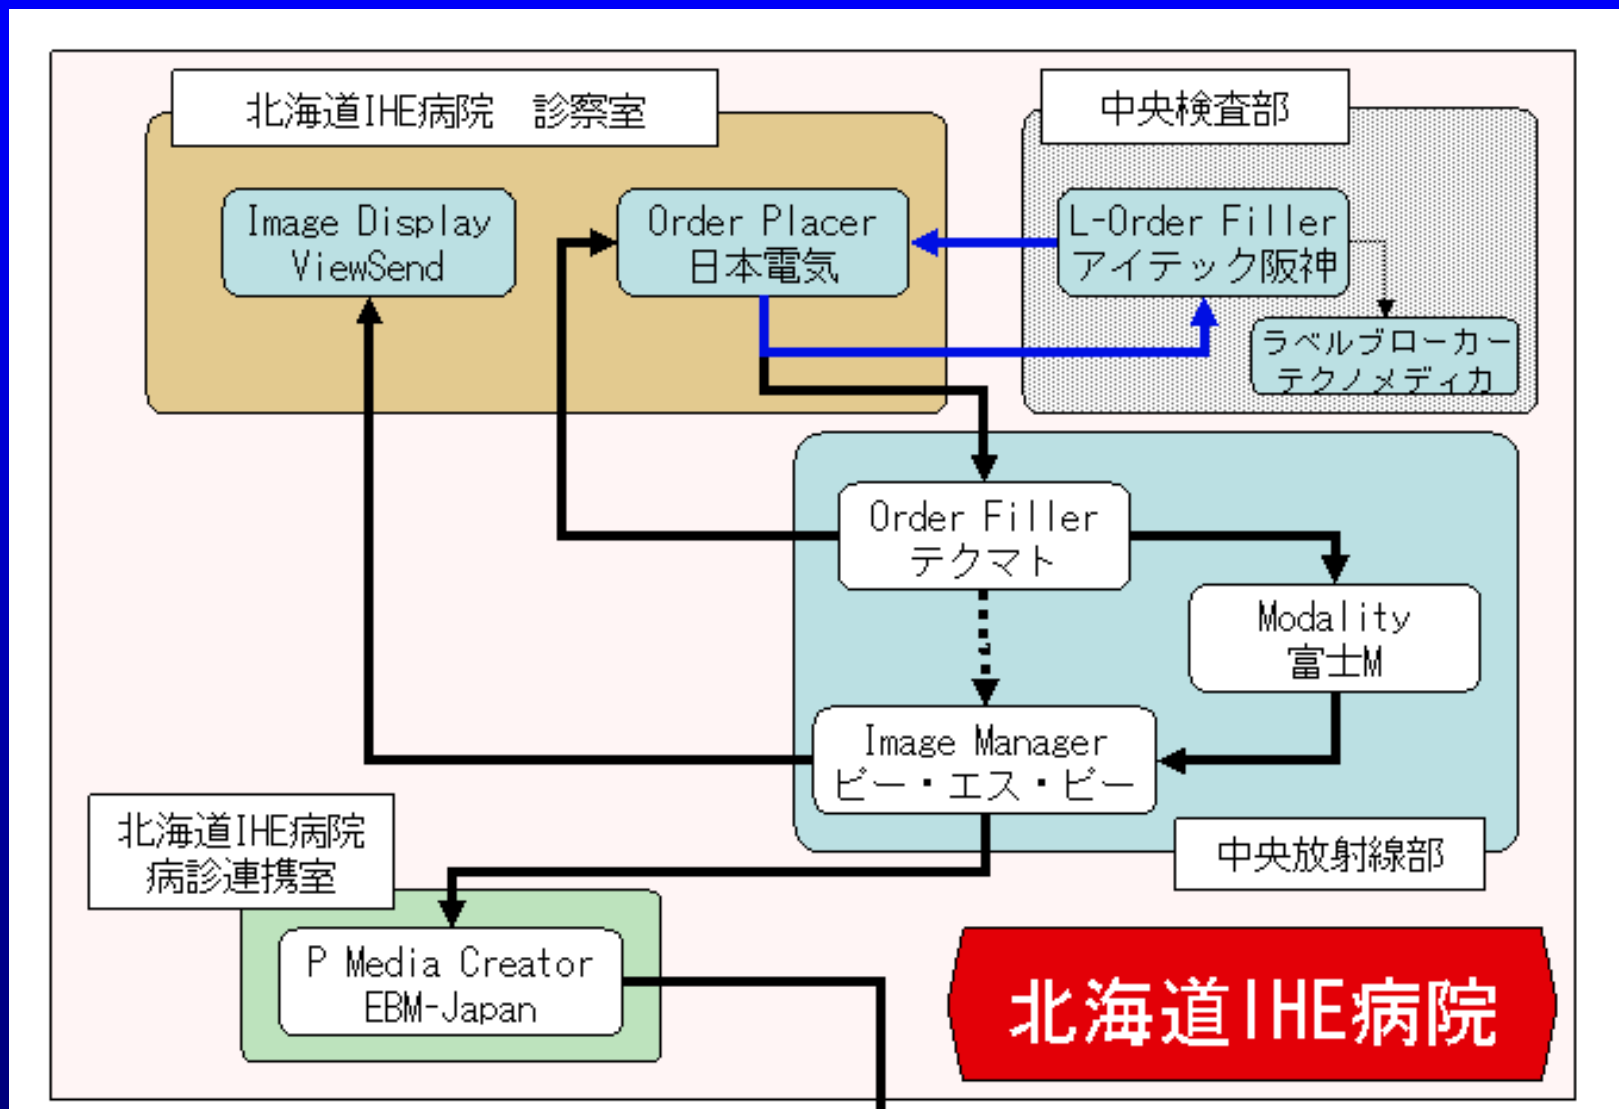 北海道IHE病院　診察室
中央検査部
Image Display
ViewSend
Order Placer
日本電気
L-Order Filler
アイテック阪神
ラベルブローカー
テクノメディカ
Order Filler
テクマト
Modality
富士M
Image Manager
ピー・エス・ピー
中央放射線部
北海道IHE病院
病診連携室
P Media Creator
EBM-Japan
北海道IHE病院